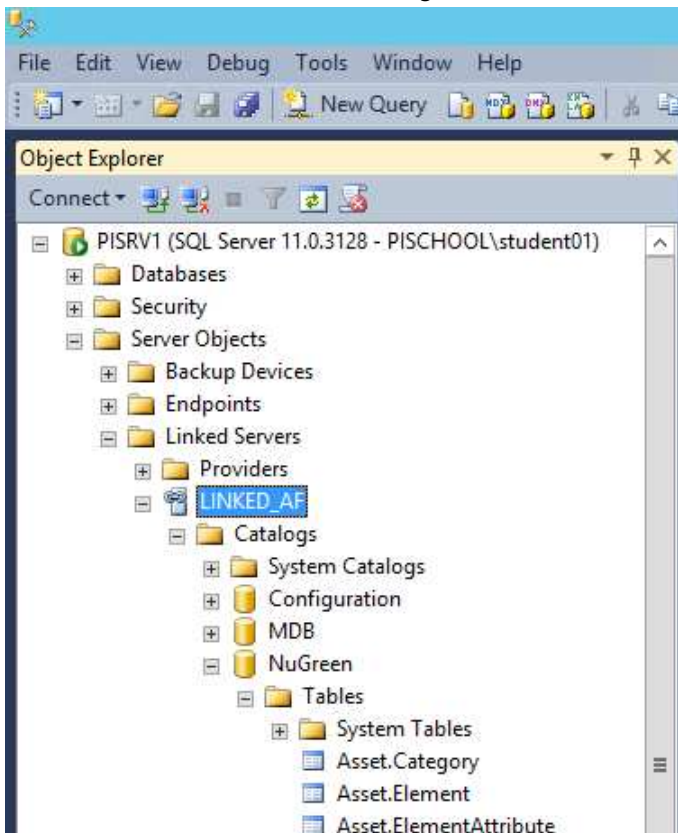 File Edit View Debug Tools Window Help
New Query
Object Explorer
Connect
PISRV1 (SQL Server 11.0.3128 - PISCHOOL\student01)
Databases
Security
Server Objects
Backup Devices
Endpoints
Linked Servers
Providers
LINKED_AF
Catalogs
System Catalogs
Configuration
MDB
NuGreen
Tables
System Tables
Asset.Category
Asset.Element
Asset.ElementAttribute